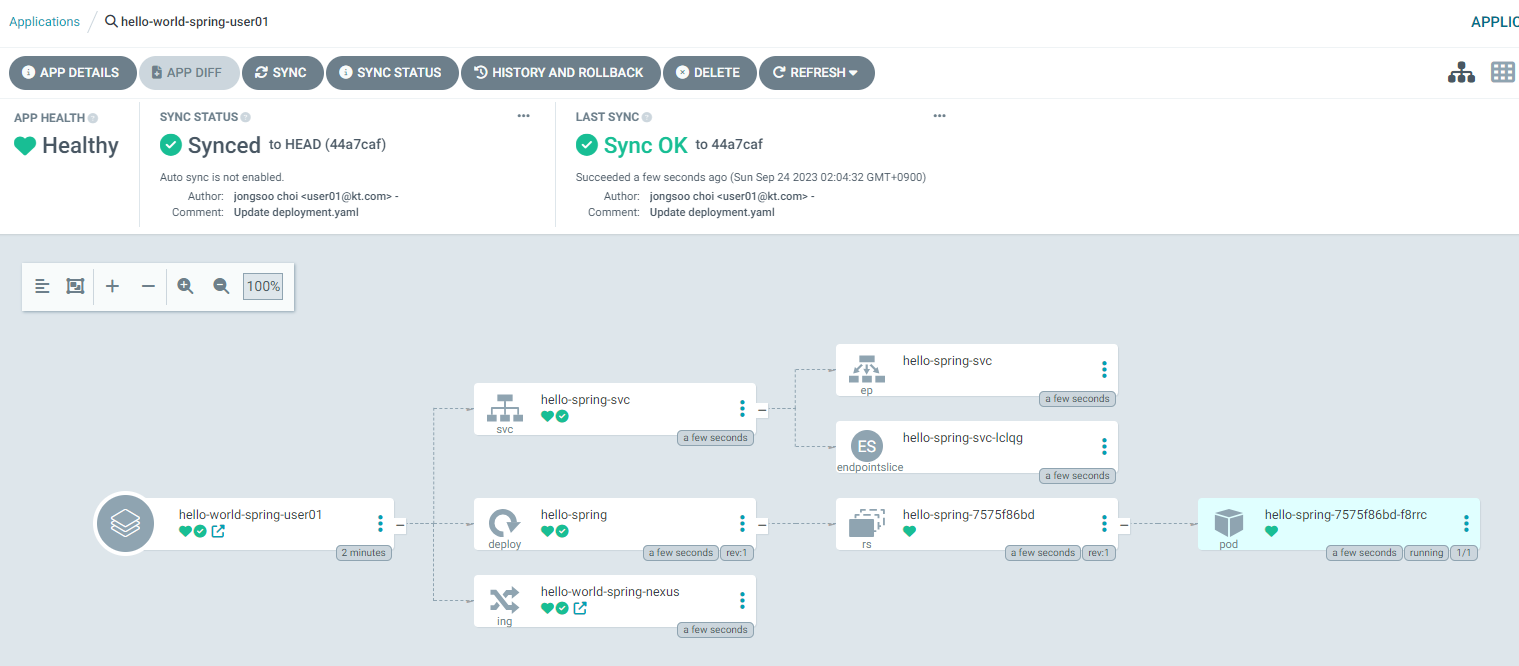 Applications / hello-world-spring-user01
APPLIC
APP DETAILS APP DIFF SYNC SYNC STATUS HISTORY AND ROLLBACK DELETE REFRESH
APP HEALTH
Healthy
SYNC STATUS
Synced to HEAD (44a7caf)
Auto sync is not enabled.
Author: jongsoo choi <user01@kt.com> -
Comment: Update deployment.yaml
LAST SYNC
Sync OK to 44a7caf
Succeeded a few seconds ago (Sun Sep 24 2023 02:04:32 GMT+0900)
Author: jongsoo choi <user01@kt.com> -
Comment: Update deployment.yaml
100%
hello-world-spring-user01
2 minutes
hello-spring-svc
svc
a few seconds
hello-spring
deploy
a few seconds rev:1
hello-world-spring-nexus
ing
a few seconds
hello-spring-svc
ep
a few seconds
ES
hello-spring-svc-lclqg
endpointslice
a few seconds
hello-spring-7575f86bd
rs
a few seconds rev:1
hello-spring-7575f86bd-f8rrc
pod
a few seconds running 1/1